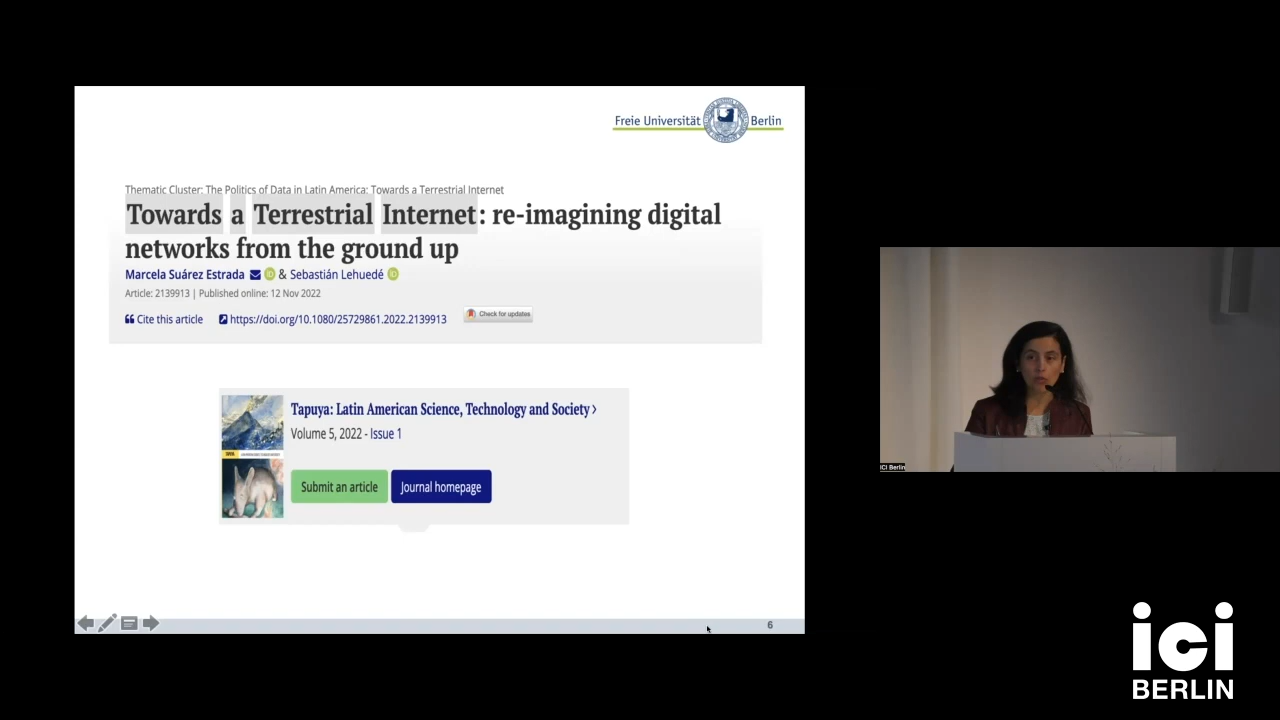 Freie Universität Berlin
Thematic Cluster: The Politics of Data in Latin America: Towards a Terrestrial Internet
Towards a Terrestrial Internet: re-imagining digital
networks from the ground up
Marcela Suárez Estrada & Sebastián Lehuedé
Article: 2139913 | Published online: 12 Nov 2022
Cite this article https://doi.org/10.1080/25729861.2022.2139913 Check for updates
Tapuya: Latin American Science, Technology and Society ›
Volume 5, 2022 - Issue 1
Submit an article Journal homepage
6
ICI Berlin
ici
BERLIN